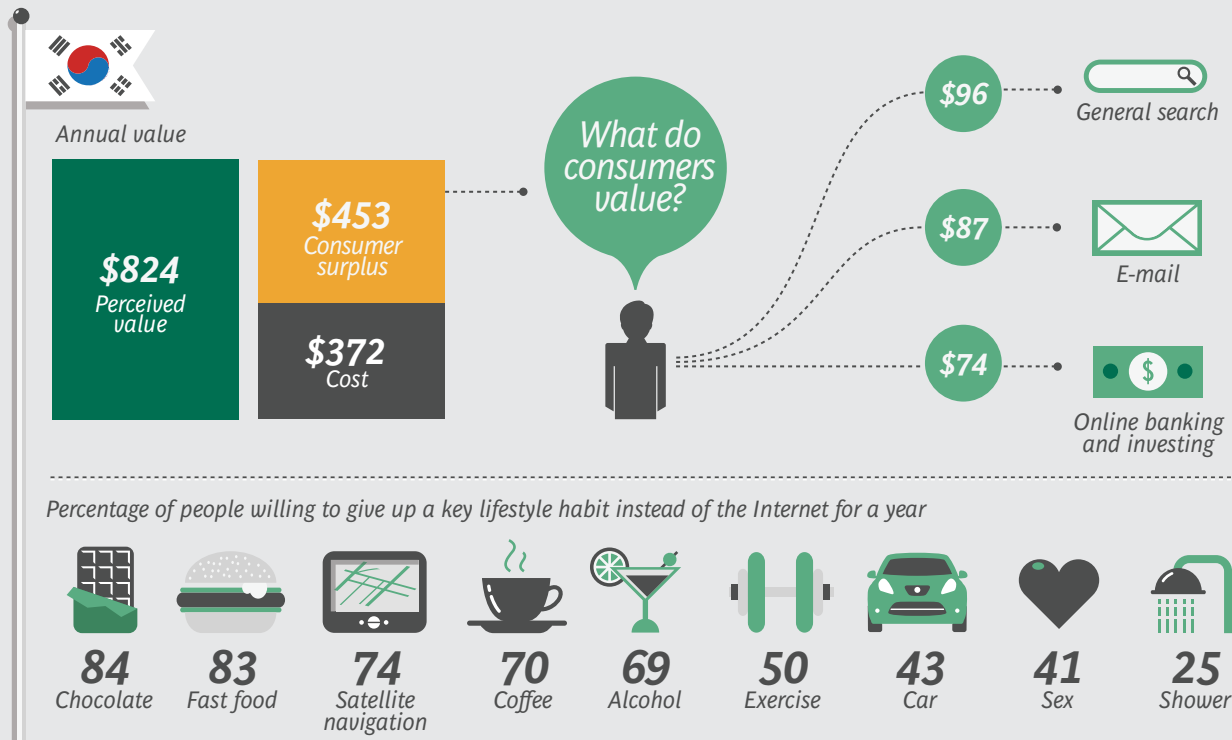 Annual value
$824
Perceived
value
$453
Consumer
surplus
$372
Cost
What do
consumers
value?
$96
General search
$87
E-mail
$74
$
Online banking
and investing
Percentage of people willing to give up a key lifestyle habit instead of the Internet for a year
84
Chocolate
83
Fast food
74
Satellite
navigation
70
Coffee
69
Alcohol
50
Exercise
43
Car
41
Sex
25
Shower